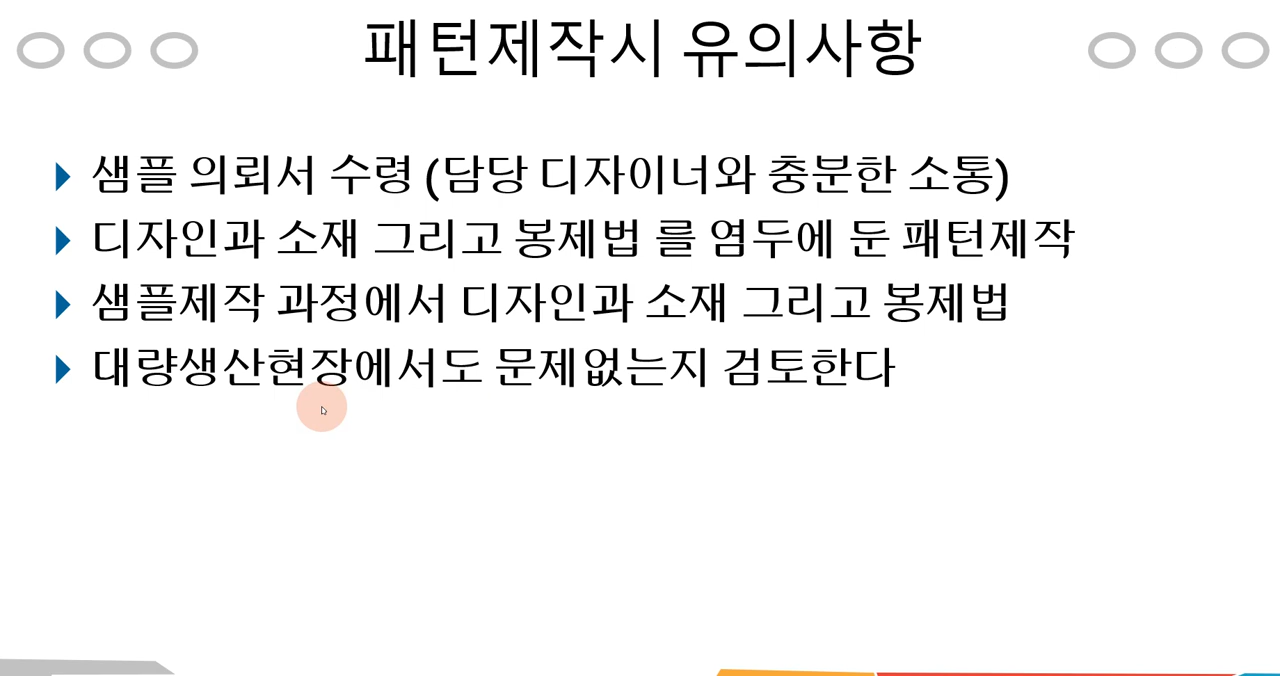 패턴제작시 유의사항
샘플 의뢰서 수령 (담당 디자이너와 충분한 소통)
디자인과 소재 그리고 봉제법 를 염두에 둔 패턴제작
샘플제작 과정에서 디자인과 소재 그리고 봉제법
대량생산현장에서도 문제없는지 검토한다